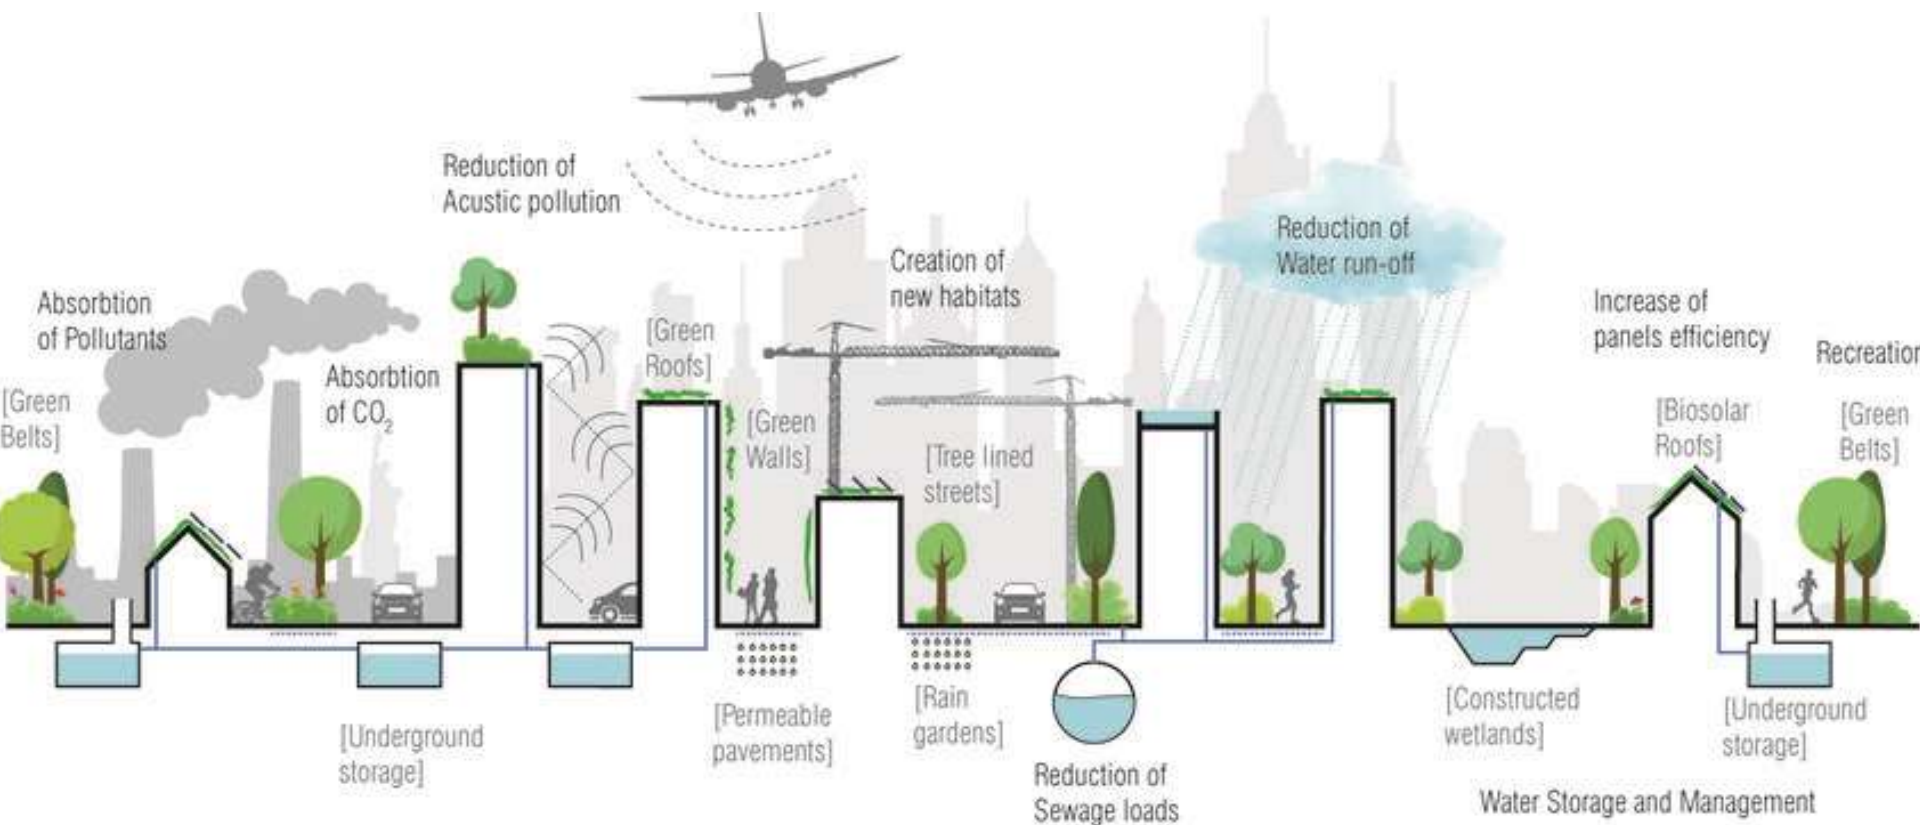 Reduction of
Acustic pollution
Absorbtion
of Pollutants
Absorbtion
of CO2
[Green
Belts]
[Green
Roofs]
[Green
Walls]
Creation of
new habitats
[Tree lined
streets]
Reduction of
Water run-off
Increase of
panels efficiency
Recreation
[Biosolar
Roofs]
[Green
Belts]
[Underground
storage]
[Permeable
pavements]
[Rain
gardens]
Reduction of
Sewage loads
[Constructed
wetlands]
[Underground
storage]
Water Storage and Management